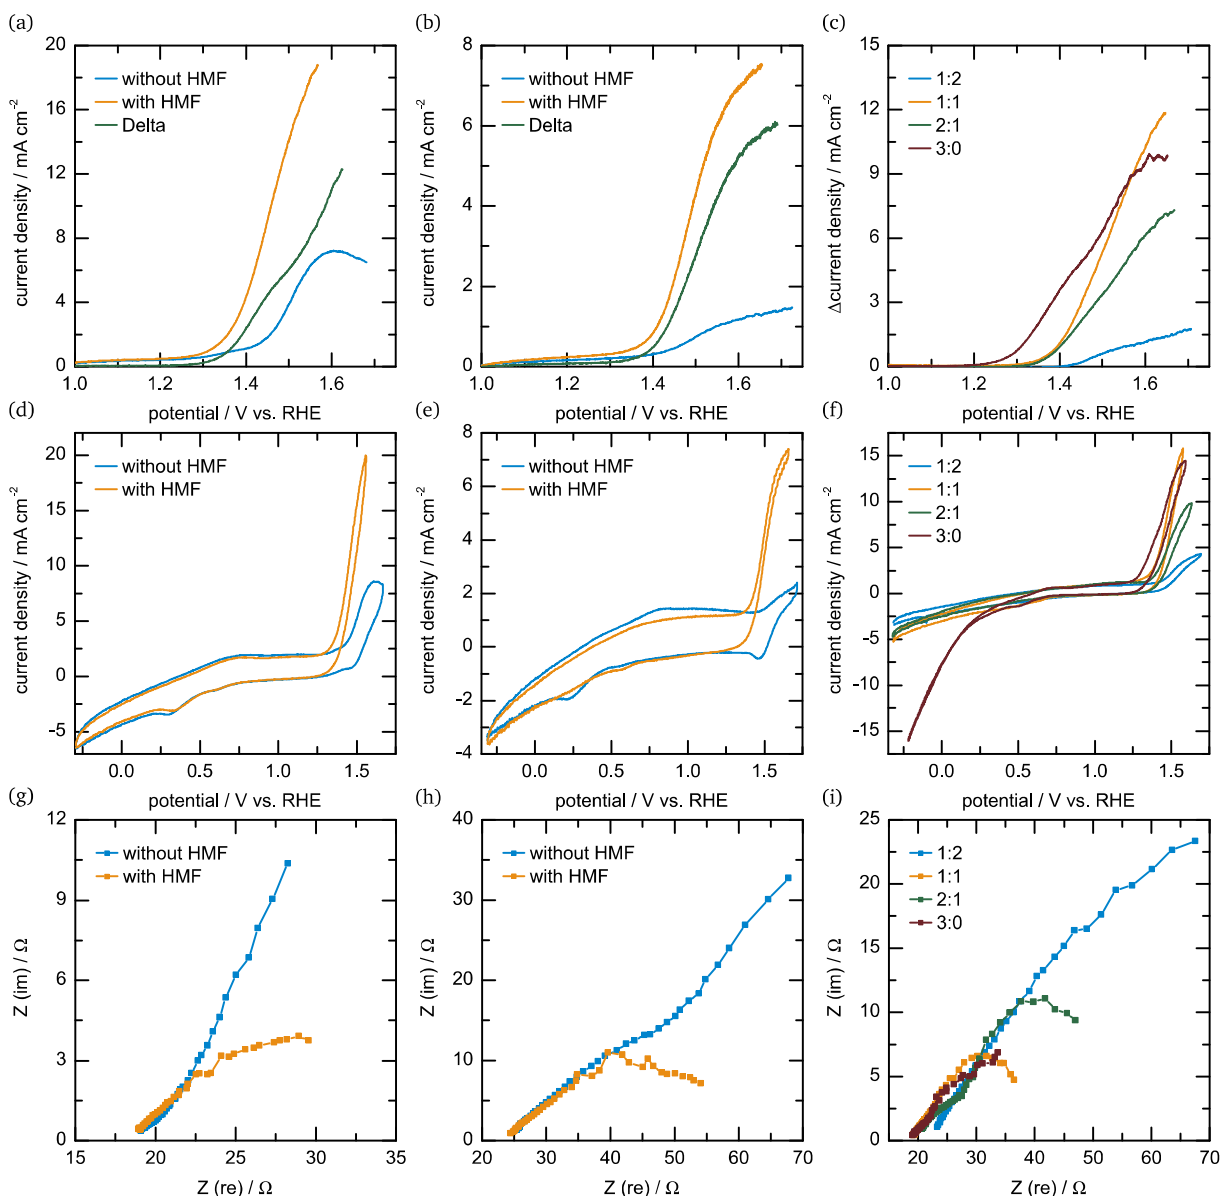 (a)
(b)
(c)
current density / mA cm⁻²
20
16
12
8
4
0
without HMF
with HMF
Delta
1.0
1.2
1.4
1.6
potential / V vs. RHE
current density / mA cm⁻²
8
6
4
2
0
without HMF
with HMF
Delta
1.0
1.2
1.4
1.6
potential / V vs. RHE
Δcurrent density / mA cm⁻²
15
12
9
6
3
0
1:2
1:1
2:1
3:0
1.0
1.2
1.4
1.6
potential / V vs. RHE
(d)
(e)
(f)
current density / mA cm⁻²
20
15
10
5
0
−5
without HMF
with HMF
0.0
0.5
1.0
1.5
potential / V vs. RHE
current density / mA cm⁻²
8
6
4
2
0
−2
−4
without HMF
with HMF
0.0
0.5
1.0
1.5
potential / V vs. RHE
current density / mA cm⁻²
15
10
5
0
−5
−10
−15
1:2
1:1
2:1
3:0
0.0
0.5
1.0
1.5
potential / V vs. RHE
(g)
(h)
(i)
Z (im) / Ω
12
9
6
3
0
without HMF
with HMF
15
20
25
30
35
Z (re) / Ω
Z (im) / Ω
40
30
20
10
0
without HMF
with HMF
20
30
40
50
60
70
Z (re) / Ω
Z (im) / Ω
25
20
15
10
5
0
1:2
1:1
2:1
3:0
20
30
40
50
60
70
Z (re) / Ω